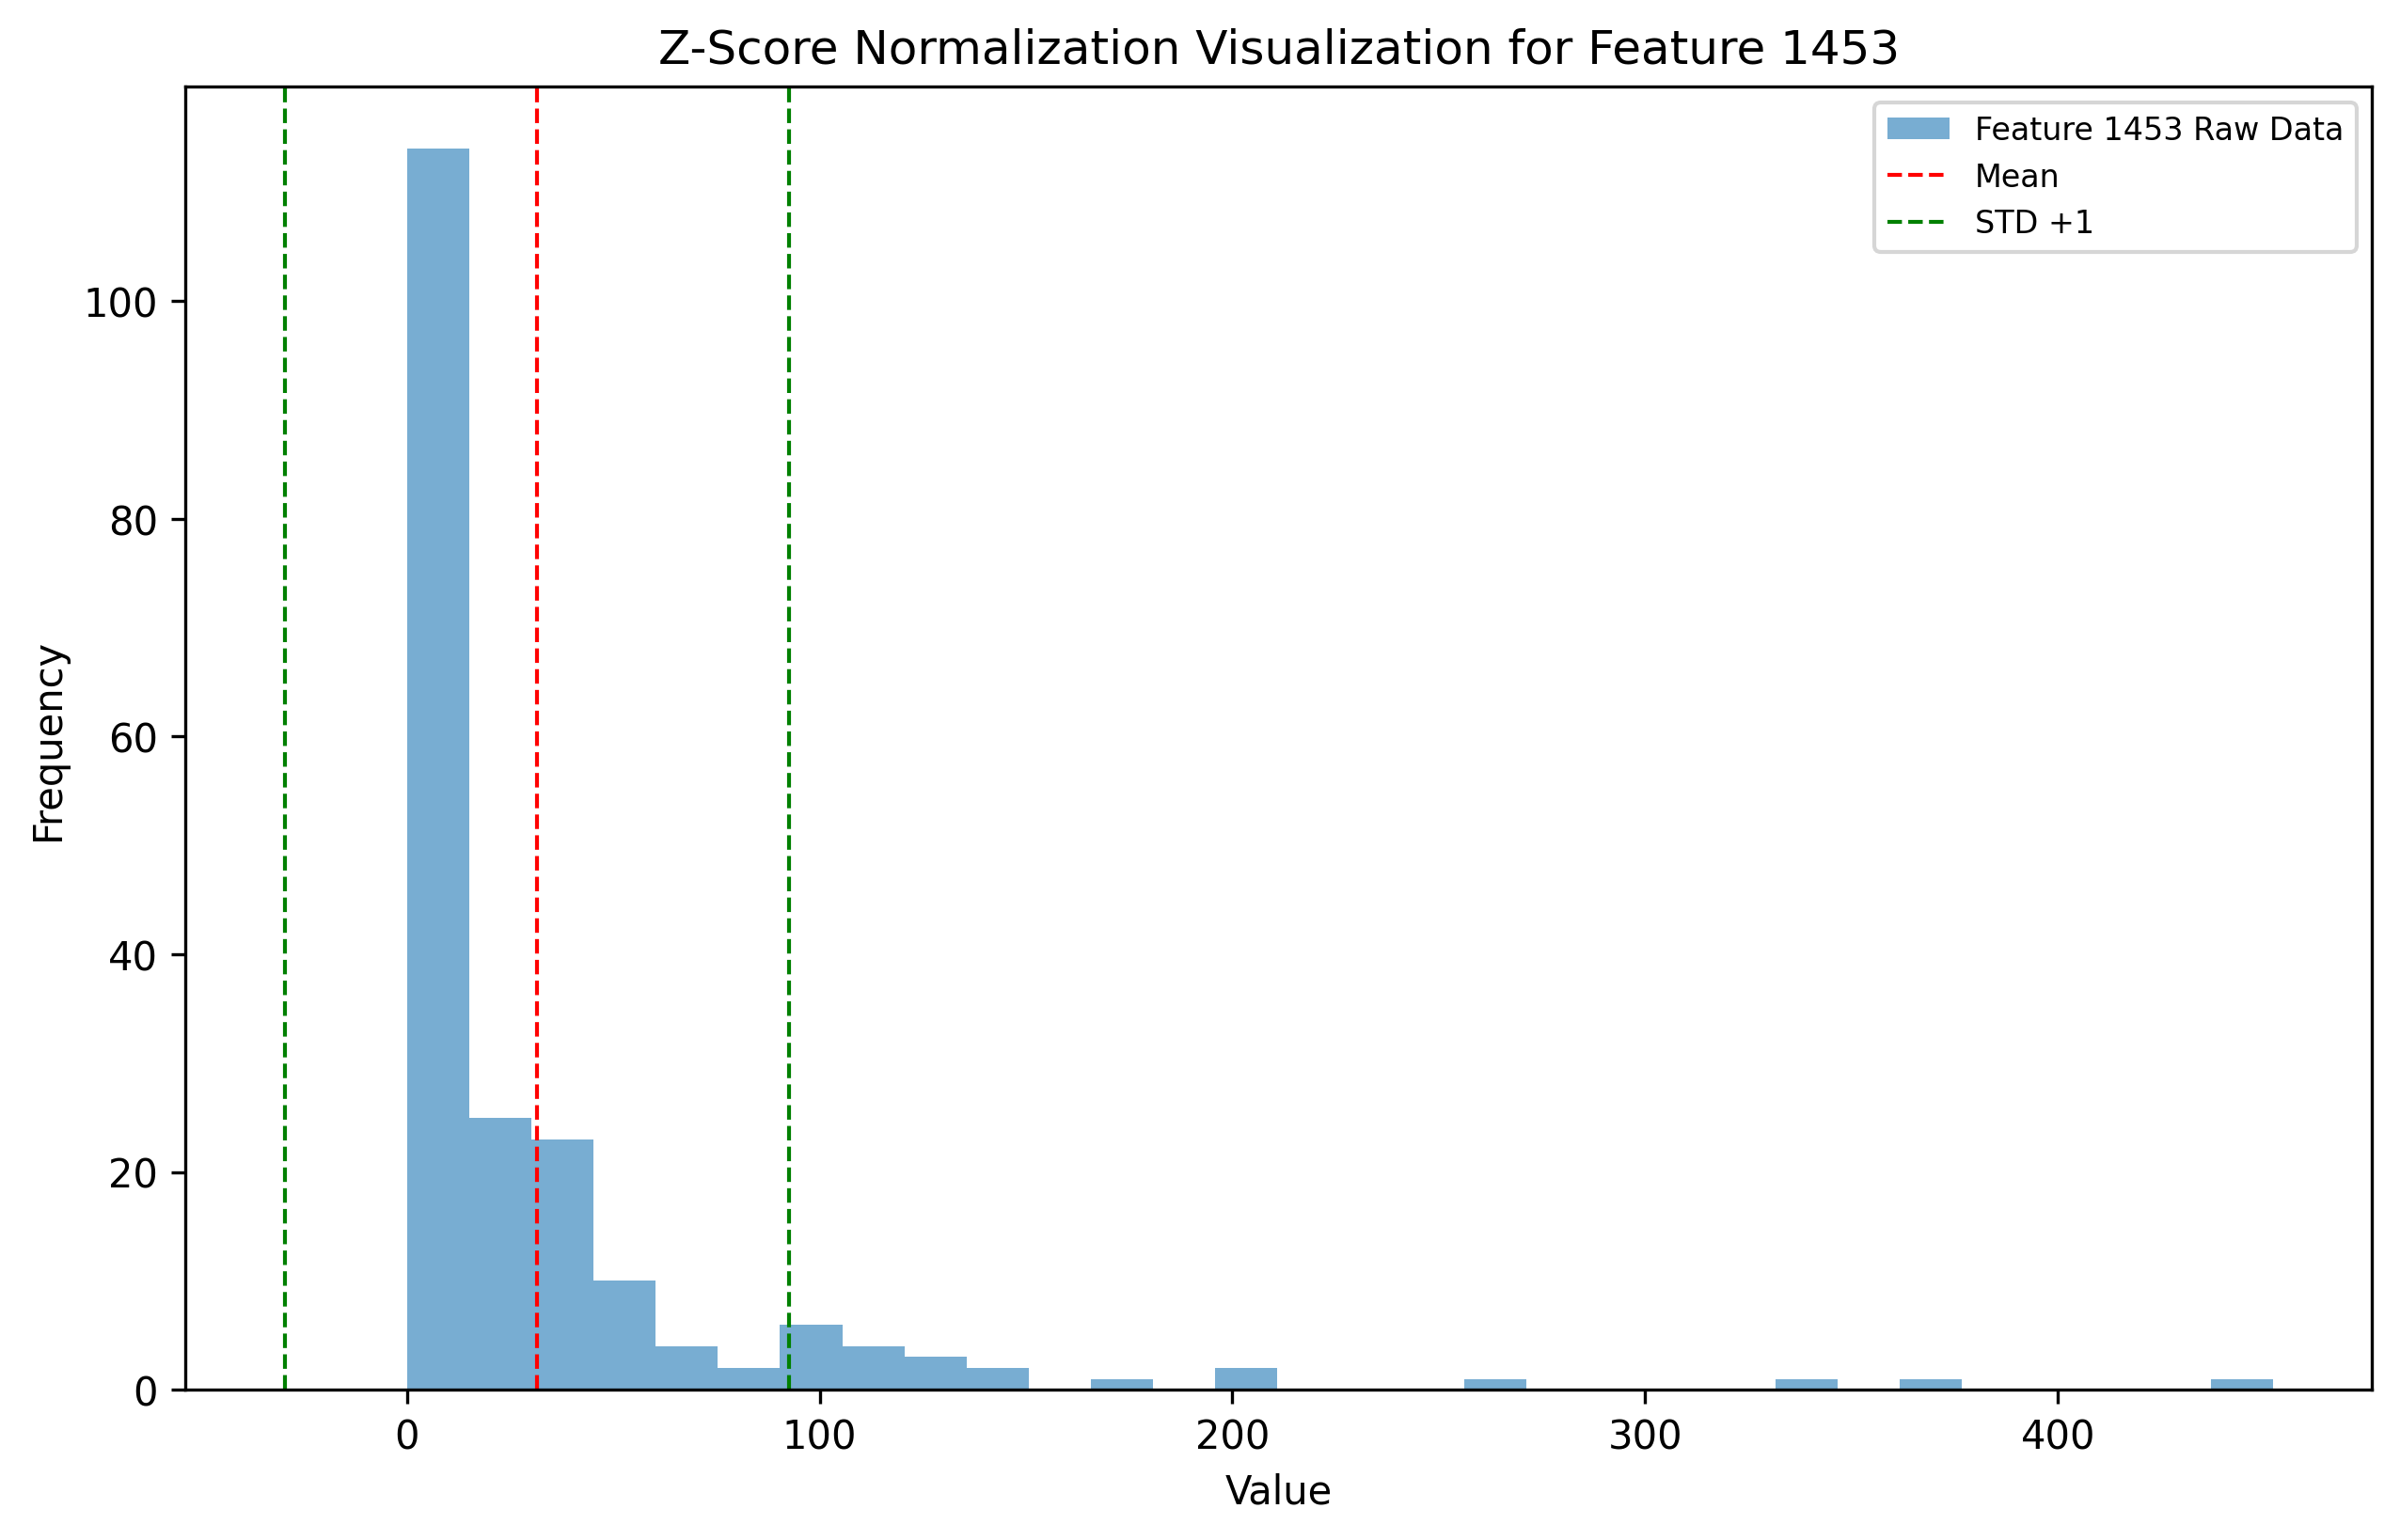 Z-Score Normalization Visualization for Feature 1453
Feature 1453 Raw Data
Mean
STD +1
Frequency
100
80
60
40
20
0
0 100 200 300 400
Value